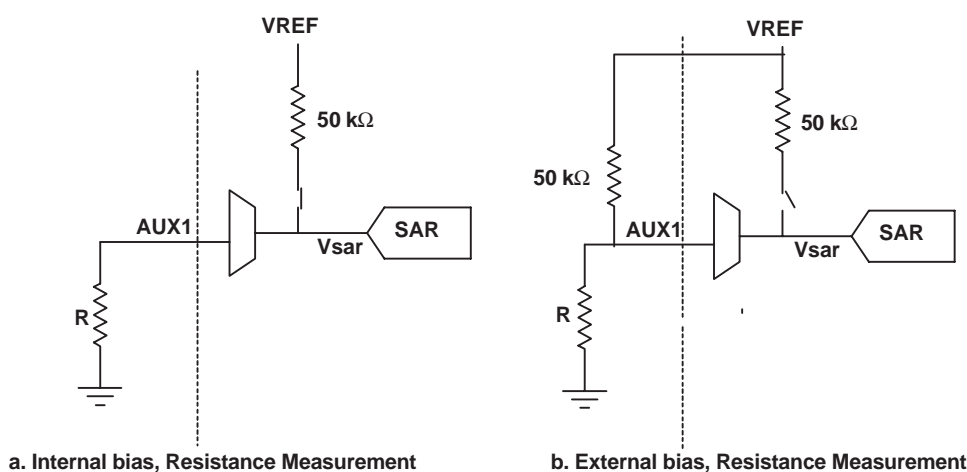 VREF
50 kΩ
AUX1
Vsar
SAR
R
a. Internal bias, Resistance Measurement
VREF
50 kΩ
50 kΩ
AUX1
Vsar
SAR
R
b. External bias, Resistance Measurement